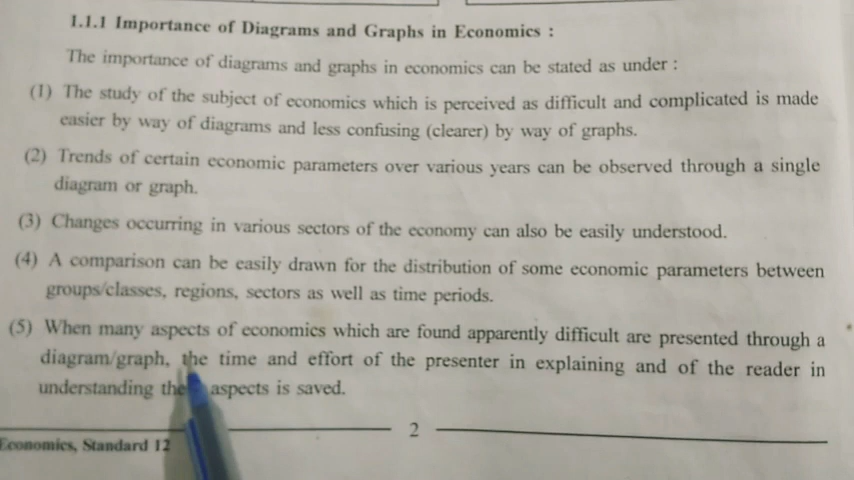 1.1.1 Importance of Diagrams and Graphs in Economics :
The importance of diagrams and graphs in economics can be stated as under :
(1) The study of the subject of economics which is perceived as difficult and complicated is made
easier by way of diagrams and less confusing (clearer) by way of graphs.
(2) Trends of certain economic parameters over various years can be observed through a single
diagram or graph.
(3) Changes occurring in various sectors of the economy can also be easily understood.
(4) A comparison can be easily drawn for the distribution of some economic parameters between
groups/classes, regions, sectors as well as time periods.
(5) When many aspects of economics which are found apparently difficult are presented through a
diagram/graph, the time and effort of the presenter in explaining and of the reader in
understanding the aspects is saved.
2
Economics, Standard 12